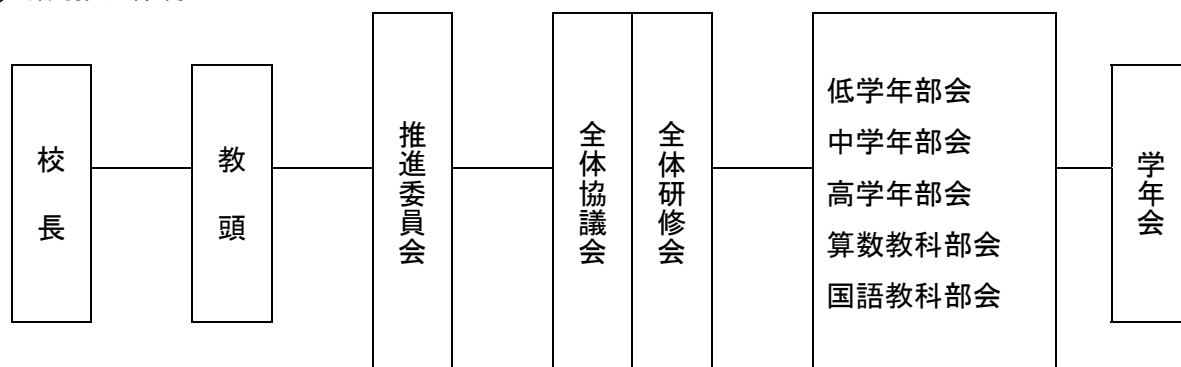 校長
教頭
推進委員会
全体協議会
全体研修会
低学年部会
中学年部会
高学年部会
算数教科部会
国語教科部会
学年会